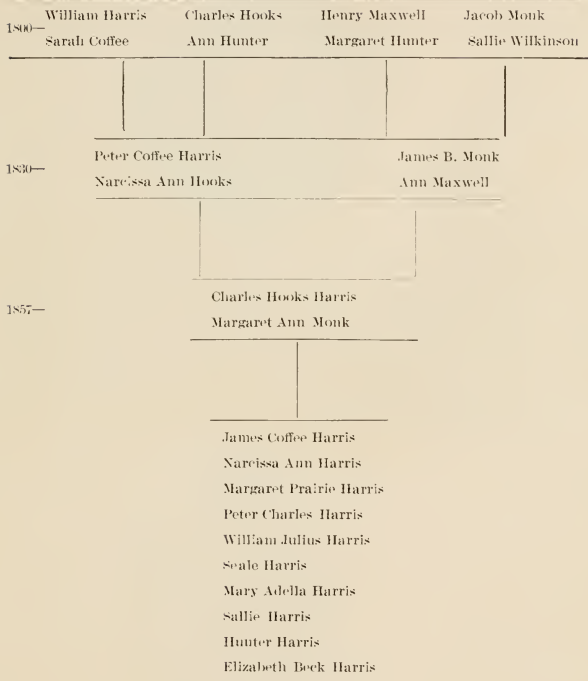 William Harris Charles Hooks Henry Maxwell Jacob Monk
1800—
Sarah Coffee Ann Hunter Margaret Hunter Sallie Wilkinson
Peter Coffee Harris James B. Monk
1830—
Narcissa Ann Hooks Ann Maxwell
Charles Hooks Harris
1857—
Margaret Ann Monk
James Coffee Harris
Narcissa Ann Harris
Margaret Prairie Harris
Peter Charles Harris
William Julius Harris
Seale Harris
Mary Adella Harris
Sallie Harris
Hunter Harris
Elizabeth Beck Harris